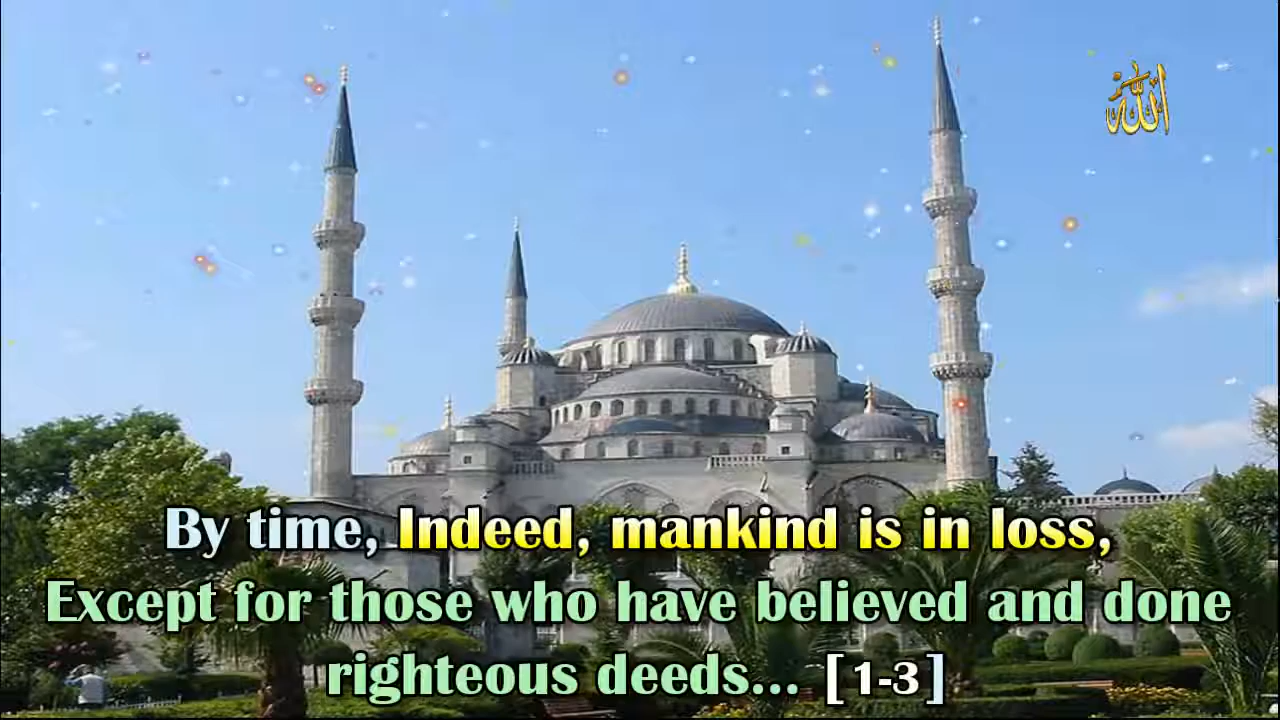 الله
By time, Indeed, mankind is in loss,
Except for those who have believed and done
righteous deeds... [1-3]